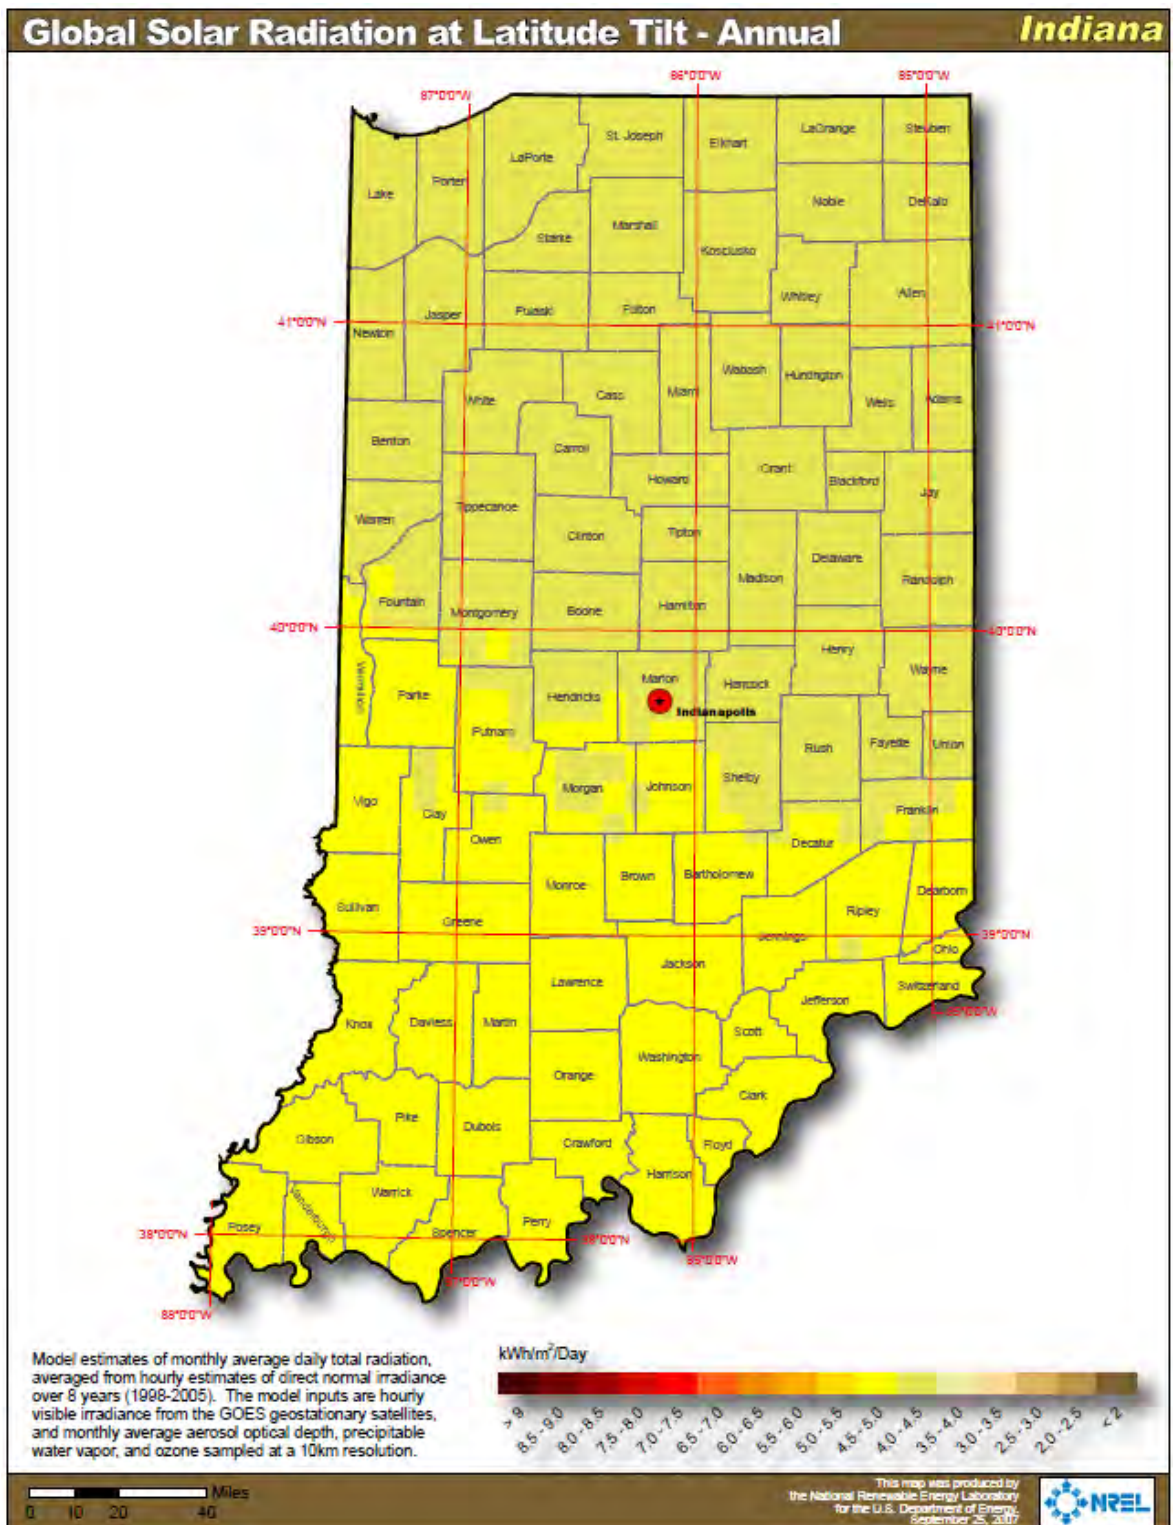 Global Solar Radiation at Latitude Tilt - Annual
Indiana
86°0'0"W
85°0'0"W
87°0'0"W
St. Joseph
LaGrange
Steuben
Elkhart
LaPorte
Porter
Lake
Noble
DeKalb
Marshall
Starke
Kosciusko
Whitley
Allen
Jasper
Pulaski
Fulton
41°0'0"N
41°0'0"N
Newton
Wabash
Huntington
Miami
Cass
White
Wells
Adams
Benton
Carroll
Grant
Howard
Blackford
Jay
Tippecanoe
Warren
Clinton
Tipton
Delaware
Madison
Randolph
Fountain
Montgomery
Boone
Hamilton
40°0'0"N
40°0'0"N
Henry
Wayne
Vermillion
Parke
Hendricks
Marion
Hancock
Indianapolis
Putnam
Rush
Fayette
Union
Shelby
Morgan
Johnson
Vigo
Clay
Franklin
Owen
Decatur
Monroe
Brown
Bartholomew
Dearborn
Sullivan
Greene
Ripley
39°0'0"N
39°0'0"N
Jennings
Ohio
Jackson
Lawrence
Switzerland
Jefferson
85°0'0"W
Knox
Daviess
Martin
Scott
Washington
Orange
Clark
Pike
Dubois
Gibson
Crawford
Floyd
Harrison
Warrick
Vanderburgh
Posey
Spencer
Perry
38°0'0"N
38°0'0"N
86°0'0"W
87°0'0"W
88°0'0"W
Model estimates of monthly average daily total radiation,
averaged from hourly estimates of direct normal irradiance
over 8 years (1998-2005). The model inputs are hourly
visible irradiance from the GOES geostationary satellites,
and monthly average aerosol optical depth, precipitable
water vapor, and ozone sampled at a 10km resolution.
kWh/m²/Day
> 9
8.5 - 9.0
8.0 - 8.5
7.5 - 8.0
7.0 - 7.5
6.5 - 7.0
6.0 - 6.5
5.5 - 6.0
5.0 - 5.5
4.5 - 5.0
4.0 - 4.5
3.5 - 4.0
3.0 - 3.5
2.5 - 3.0
2.0 - 2.5
< 2
Miles
0 10 20 40
This map was produced by
the National Renewable Energy Laboratory
for the U.S. Department of Energy.
September 25, 2007
NREL